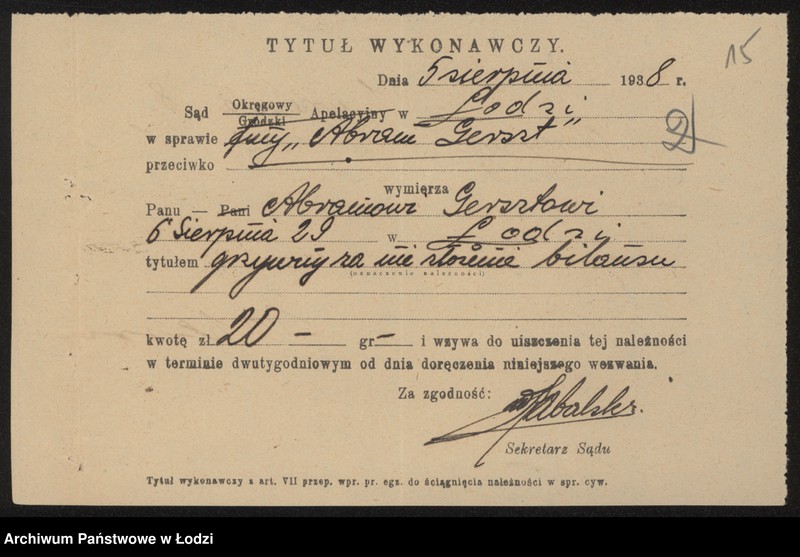 15
TYTUŁ WYKONAWCZY.
Dnia 5 sierpnia 1938 r.
Sąd Okręgowy Grodzki Apelacyjny w Łodzi
w sprawie firmy „Abram Gerszt”
2
przeciwko
wymierza
Panu — Pani Abramowi Gersztowi
6 Sierpnia 29 w Łodzi
tytułem grzywny za nie złożenie bilansu
(oznaczenie należności)
kwotę zł. 20 — gr — i wzywa do uiszczenia tej należności
w terminie dwutygodniowym od dnia doręczenia niniejszego wezwania.
Za zgodność:
Sekretarz Sądu
Tytuł wykonawczy z art. VII przep. wpr. pr. egz. do ściągnięcia należności w spr. cyw.
Archiwum Państwowe w Łodzi